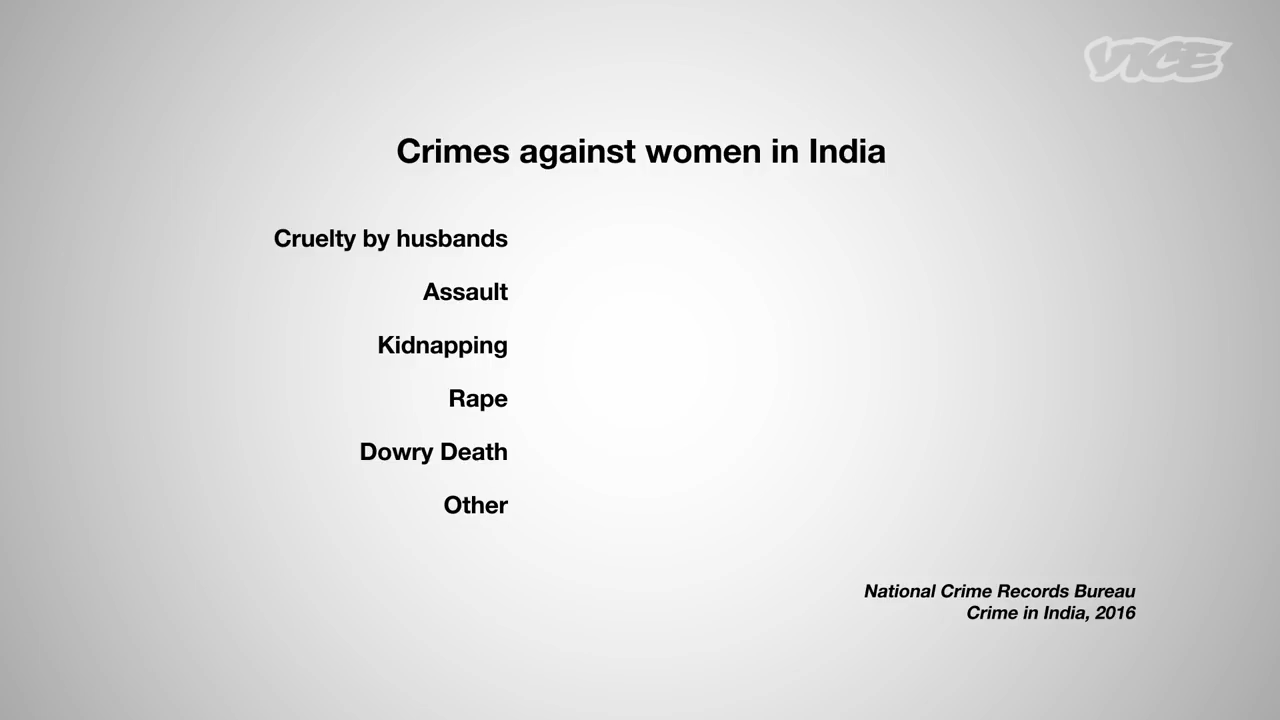 VICE
Crimes against women in India
Cruelty by husbands
Assault
Kidnapping
Rape
Dowry Death
Other
National Crime Records Bureau
Crime in India, 2016